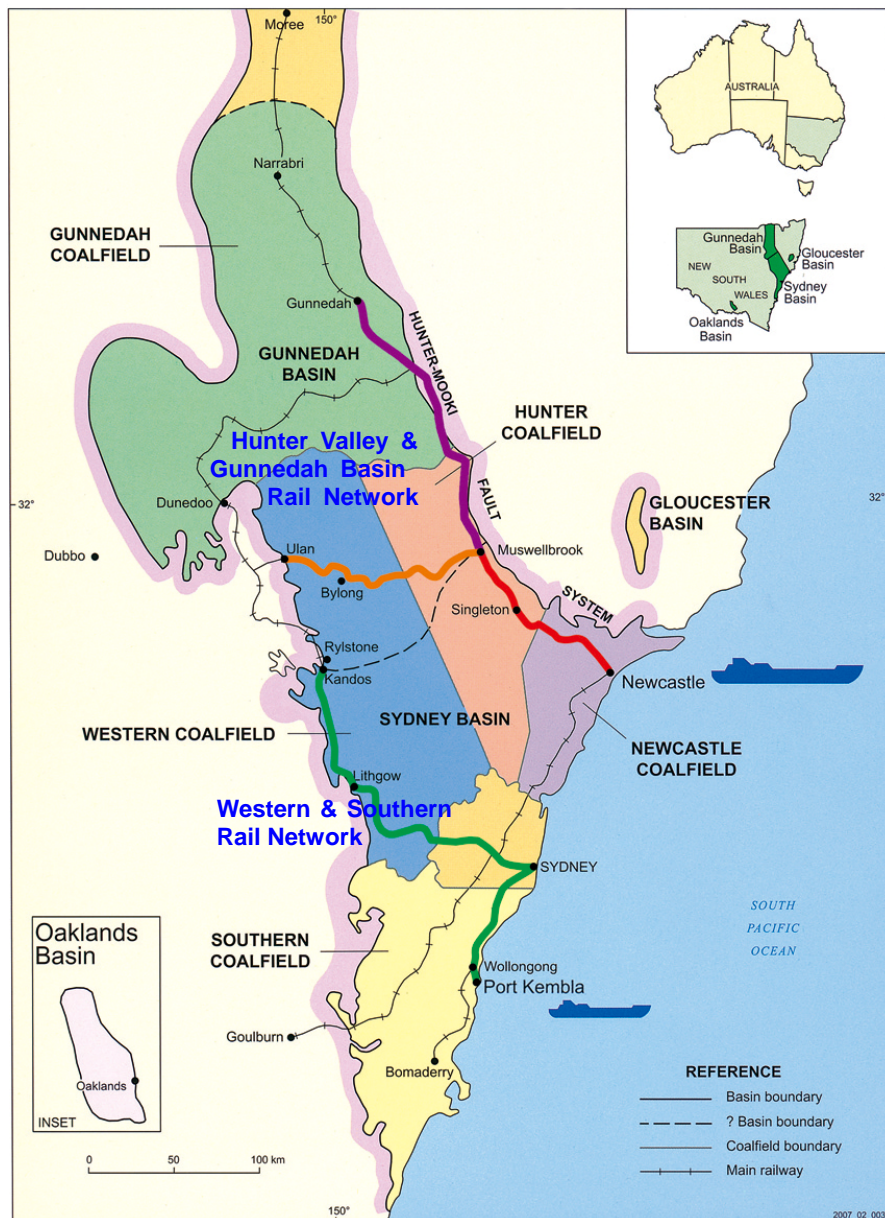 Moree
150°
AUSTRALIA
Narrabri
GUNNEDAH
COALFIELD
Gunnedah
Basin
Gloucester
Basin
NEW
SOUTH
WALES
Sydney
Basin
Oaklands
Basin
Gunnedah
HUNTER-MOOKI
GUNNEDAH
BASIN
HUNTER
COALFIELD
Hunter Valley &
Gunnedah Basin
Rail Network
FAULT
32°
32°
Dunedoo
GLOUCESTER
BASIN
Dubbo
Ulan
Muswellbrook
Bylong
Singleton
SYSTEM
Rylstone
Kandos
Newcastle
WESTERN COALFIELD
SYDNEY BASIN
NEWCASTLE
COALFIELD
Lithgow
Western & Southern
Rail Network
SYDNEY
SOUTH
PACIFIC
OCEAN
Oaklands
Basin
SOUTHERN
COALFIELD
Wollongong
Port Kembla
Goulburn
Bomaderry
Oaklands
INSET
REFERENCE
Basin boundary
? Basin boundary
Coalfield boundary
Main railway
0 50 100 km
150°
2007_02_003